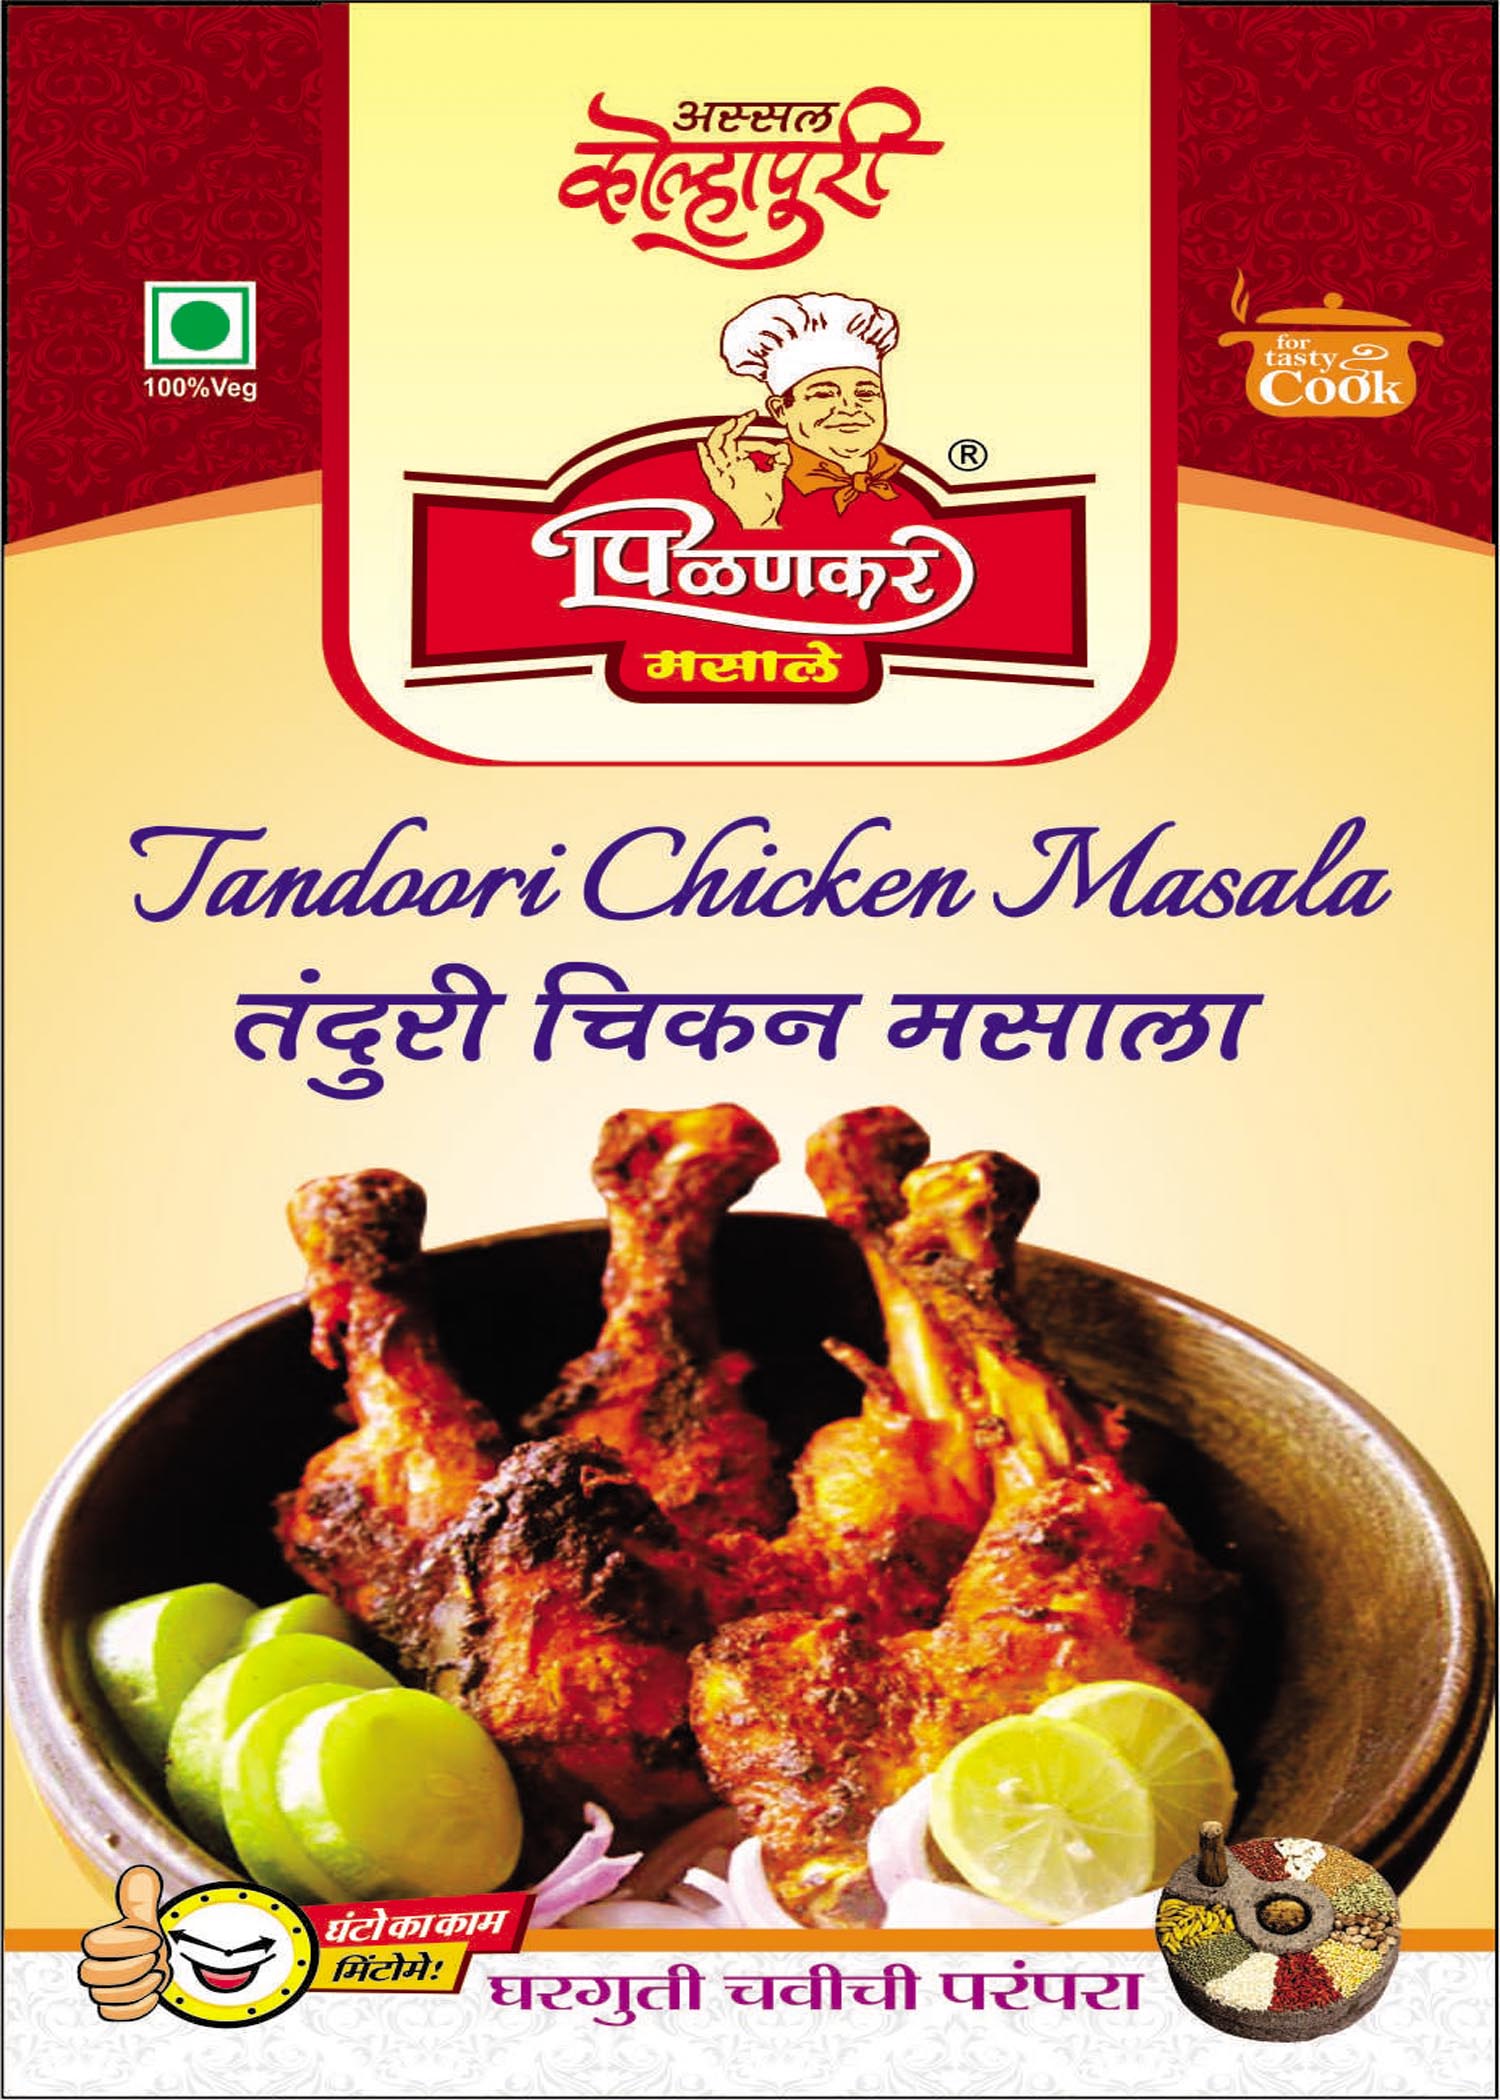 अस्सल
कोल्हापुरी
100%Veg
for
tasty
Cook
®
पिळणकर
मसाले
Tandoori Chicken Masala
तंदुरी चिकन मसाला
घंटो का काम
मिंटोमे!
घरगुती चवीची परंपरा